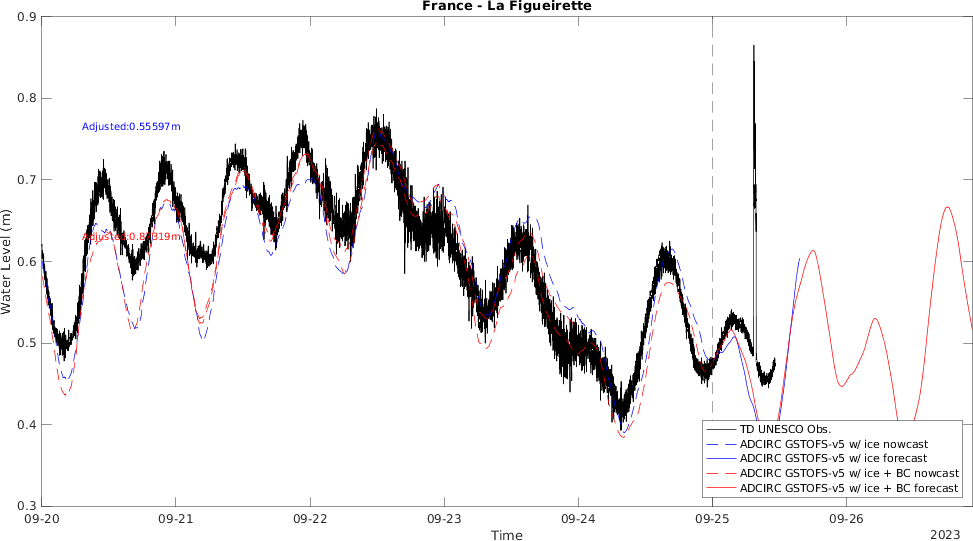 France - La Figueirette
0.9
0.8
0.7
0.6
0.5
0.4
0.3
Water Level (m)
Adjusted:0.55597m
09-20
09-21
09-22
09-23
09-24
09-25
09-26
Time
2023
TD UNESCO Obs.
ADCIRC GSTOFS-v5 w/ ice nowcast
ADCIRC GSTOFS-v5 w/ ice forecast
ADCIRC GSTOFS-v5 w/ ice + BC nowcast
ADCIRC GSTOFS-v5 w/ ice + BC forecast